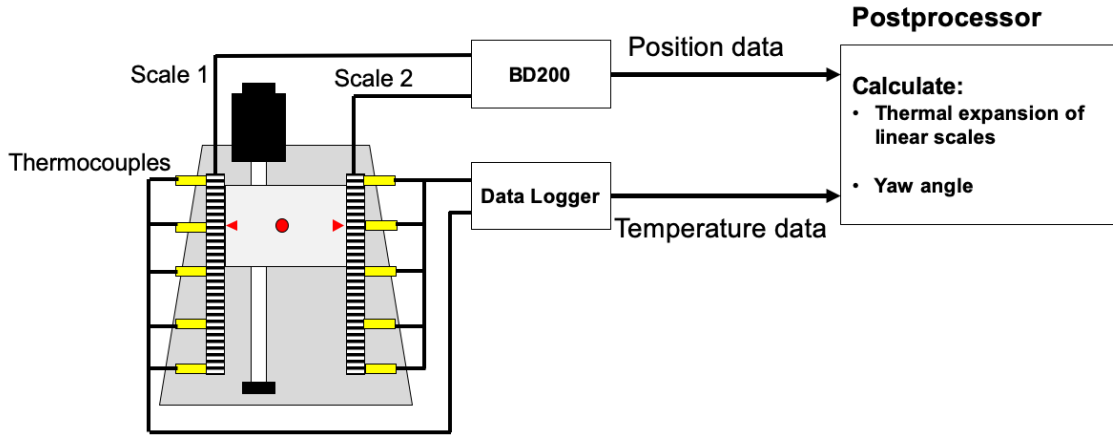 Postprocessor
Scale 1
Scale 2
BD200
Position data
Calculate:
• Thermal expansion of
linear scales
• Yaw angle
Thermocouples
Data Logger
Temperature data